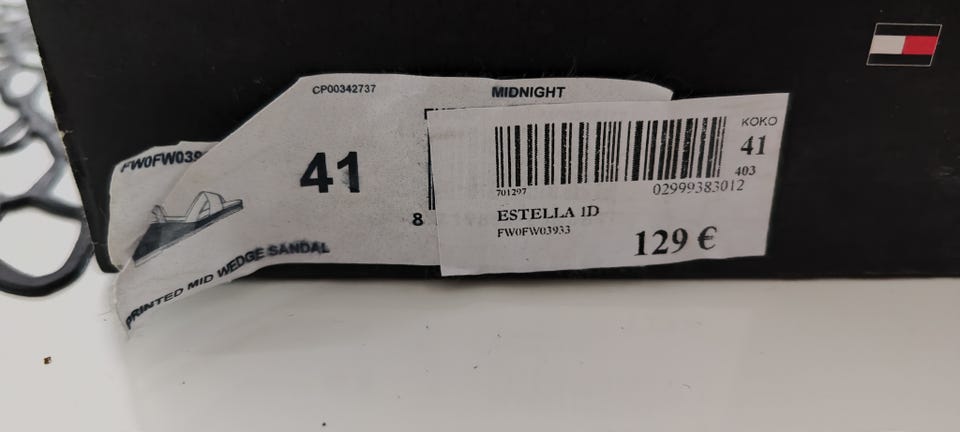 CP00342737
MIDNIGHT
FW0FW039
41
8
PRINTED MID WEDGE SANDAL
KOKO
41
403
701297
02999383012
ESTELLA 1D
FW0FW03933
129 €